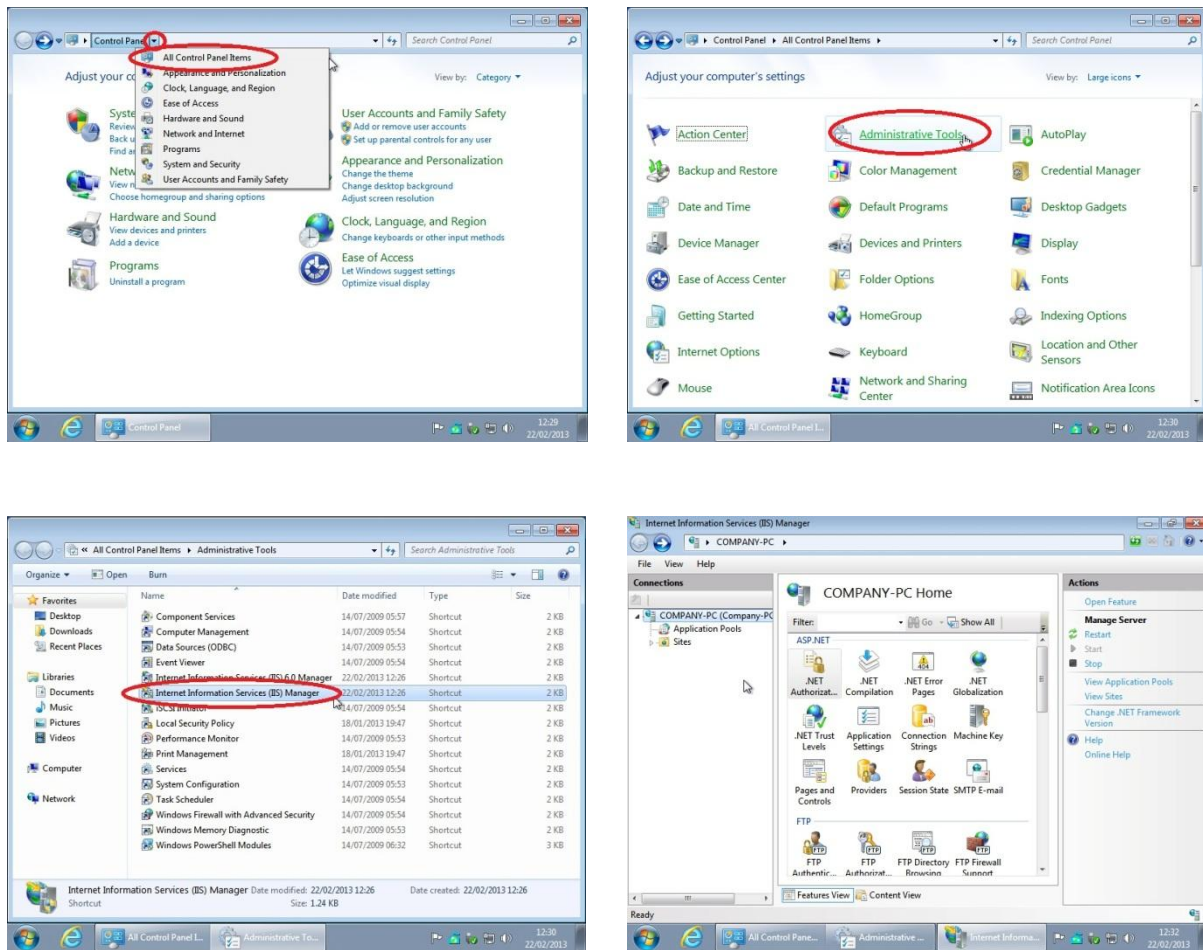 Control Panel
Search Control Panel
All Control Panel Items
Appearance and Personalization
Clock, Language, and Region
Ease of Access
Hardware and Sound
Network and Internet
Programs
System and Security
User Accounts and Family Safety
Adjust your co
View by: Category
Syste
Review
Back u
Find an
Netw
View n
Choose homegroup and sharing options
Hardware and Sound
View devices and printers
Add a device
Programs
Uninstall a program
User Accounts and Family Safety
Add or remove user accounts
Set up parental controls for any user
Appearance and Personalization
Change the theme
Change desktop background
Adjust screen resolution
Clock, Language, and Region
Change keyboards or other input methods
Ease of Access
Let Windows suggest settings
Optimize visual display
Control Panel
12:29
22/02/2013
Control Panel All Control Panel Items
Search Control Panel
Adjust your computer's settings
View by: Large icons
Action Center
Administrative Tools
AutoPlay
Backup and Restore
Color Management
Credential Manager
Date and Time
Default Programs
Desktop Gadgets
Device Manager
Devices and Printers
Display
Ease of Access Center
Folder Options
Fonts
Getting Started
HomeGroup
Indexing Options
Internet Options
Keyboard
Location and Other
Sensors
Mouse
Network and Sharing
Center
Notification Area Icons
All Control Panel I...
12:30
22/02/2013
« All Control Panel Items Administrative Tools
Search Administrative Tools
Organize Open Burn
Favorites
Desktop
Downloads
Recent Places
Libraries
Documents
Music
Pictures
Videos
Computer
Network
Name Date modified Type Size
Component Services 14/07/2009 05:57 Shortcut 2 KB
Computer Management 14/07/2009 05:54 Shortcut 2 KB
Data Sources (ODBC) 14/07/2009 05:53 Shortcut 2 KB
Event Viewer 14/07/2009 05:54 Shortcut 2 KB
Internet Information Services (IIS) 6.0 Manager 22/02/2013 12:26 Shortcut 2 KB
Internet Information Services (IIS) Manager 22/02/2013 12:26 Shortcut 2 KB
iSCSI Initiator 14/07/2009 05:54 Shortcut 2 KB
Local Security Policy 18/01/2013 19:47 Shortcut 2 KB
Performance Monitor 14/07/2009 05:53 Shortcut 2 KB
Print Management 18/01/2013 19:47 Shortcut 2 KB
Services 14/07/2009 05:54 Shortcut 2 KB
System Configuration 14/07/2009 05:53 Shortcut 2 KB
Task Scheduler 14/07/2009 05:54 Shortcut 2 KB
Windows Firewall with Advanced Security 14/07/2009 05:54 Shortcut 2 KB
Windows Memory Diagnostic 14/07/2009 05:53 Shortcut 2 KB
Windows PowerShell Modules 14/07/2009 06:32 Shortcut 3 KB
Internet Information Services (IIS) Manager Date modified: 22/02/2013 12:26 Date created: 22/02/2013 12:26
Shortcut Size: 1.24 KB
All Control Panel I...
Administrative To...
12:30
22/02/2013
Internet Information Services (IIS) Manager
COMPANY-PC
File View Help
Connections
COMPANY-PC (Company-PC
Application Pools
Sites
COMPANY-PC Home
Filter: Go Show All
ASP.NET
.NET
Authorizat...
.NET
Compilation
.NET Error
Pages
.NET
Globalization
.NET Trust
Levels
Application
Settings
Connection
Strings
Machine Key
Pages and
Controls
Providers
Session State
SMTP E-mail
FTP
FTP
Authentic...
FTP
Authorizat...
FTP Directory
Browsing
FTP Firewall
Support
Features View Content View
Actions
Open Feature
Manage Server
Restart
Start
Stop
View Application Pools
View Sites
Change .NET Framework
Version
Help
Online Help
Ready
All Control Pane...
Administrative ...
Internet Informa...
12:32
22/02/2013